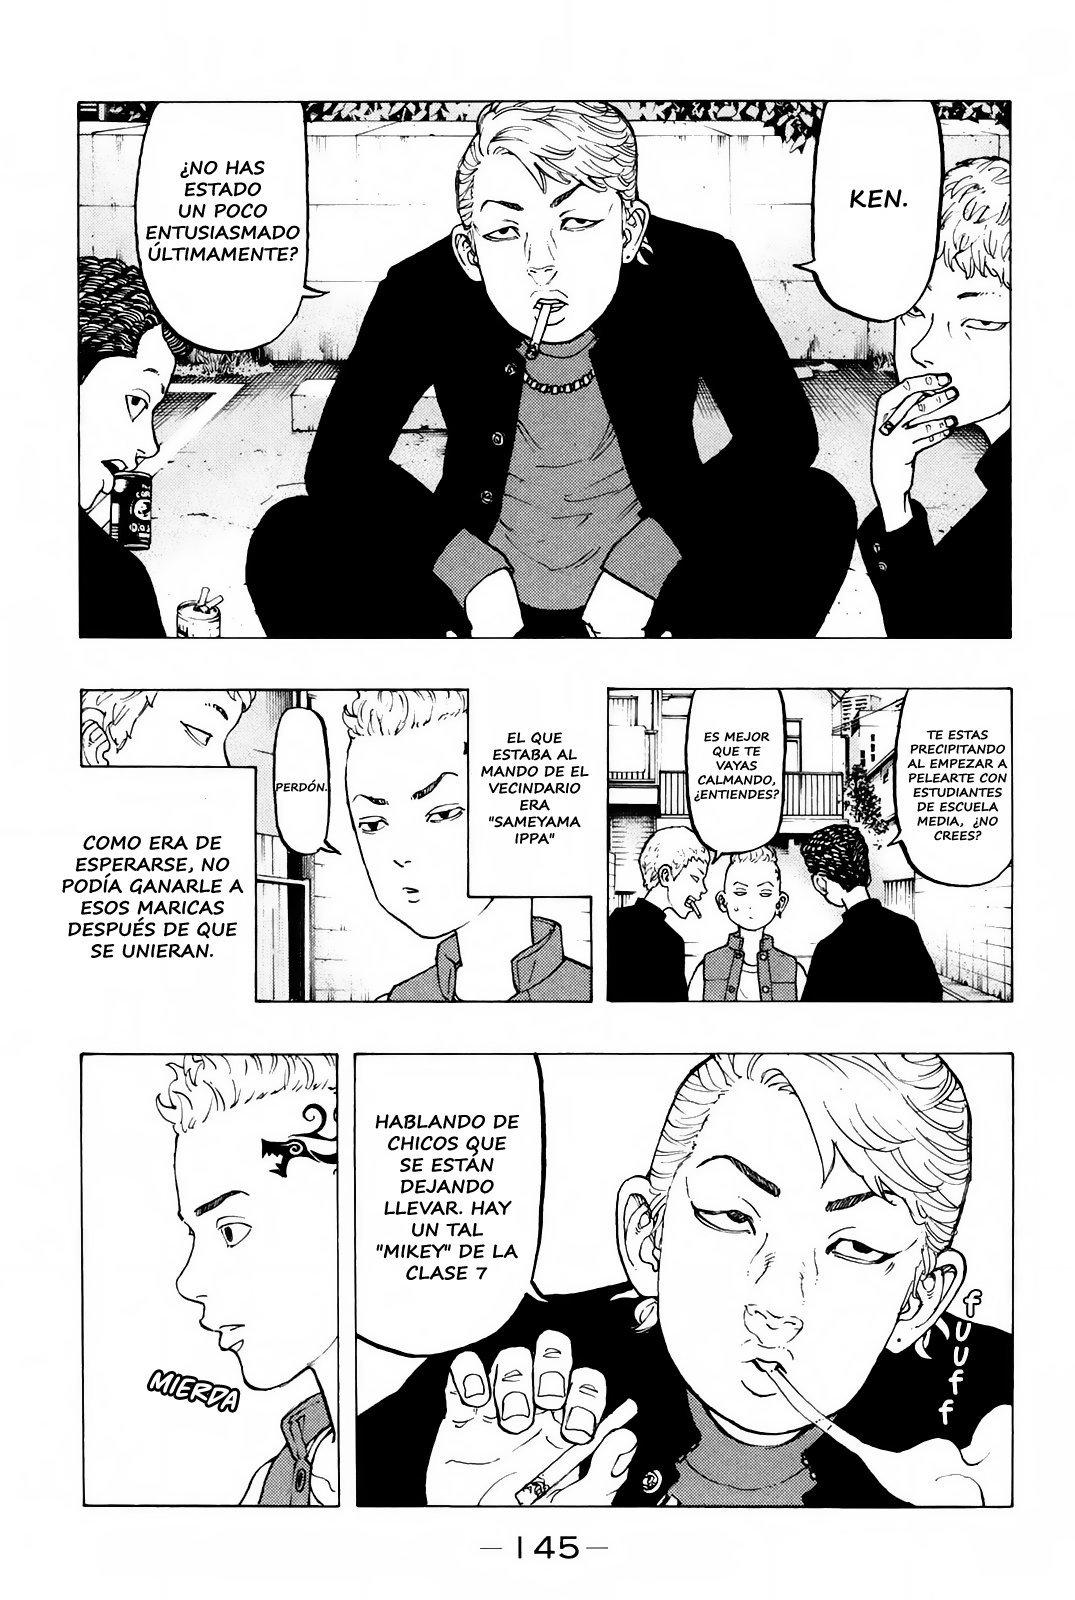 KEN.
¿NO HAS
ESTADO
UN POCO
ENTUSIASMADO
ÚLTIMAMENTE?
TE ESTAS
PRECIPITANDO
AL EMPEZAR A
PELEARTE CON
ESTUDIANTES
DE ESCUELA
MEDIA, ¿NO
CREES?
ES MEJOR
QUE TE
VAYAS
CALMANDO,
¿ENTIENDES?
EL QUE
ESTABA AL
MANDO DE EL
VECINDARIO
ERA
"SAMEYAMA
IPPA"
PERDÓN.
COMO ERA DE
ESPERARSE, NO
PODÍA GANARLE A
ESOS MARICAS
DESPUÉS DE QUE
SE UNIERAN.
HABLANDO DE
CHICOS QUE
SE ESTÁN
DEJANDO
LLEVAR. HAY
UN TAL
"MIKEY" DE LA
CLASE 7
fuuff
MIERDA
— 145 —